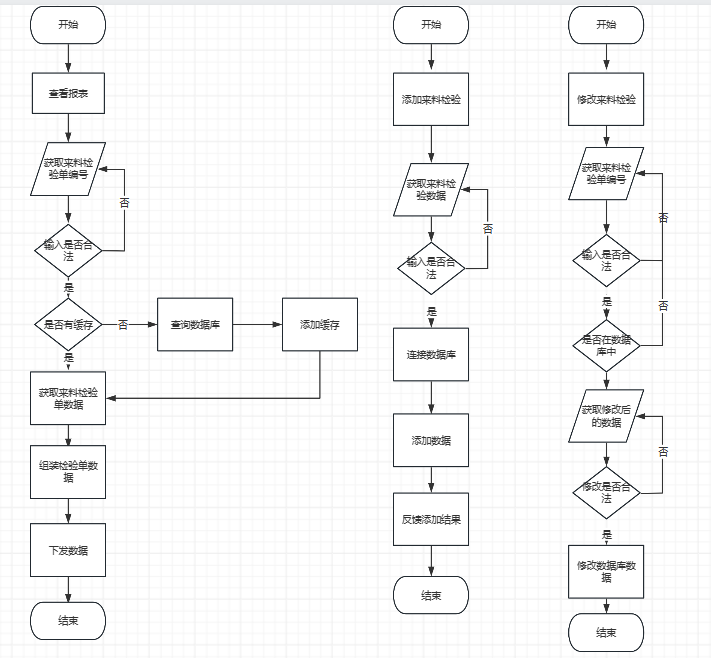 开始
查看报表
获取来料检
验单编号
否
输入是否合
法
是
是否有缓存
否
查询数据库
添加缓存
是
获取来料检验
单数据
组装检验单数
据
下发数据
结束
开始
添加来料检验
获取来料检
验数据
否
输入是否合
法
是
连接数据库
添加数据
反馈添加结果
结束
开始
修改来料检验
获取来料检
验单编号
否
输入是否合
法
是
否
是否在数据
库中
获取修改后
的数据
否
修改是否合
法
是
修改数据库数
据
结束